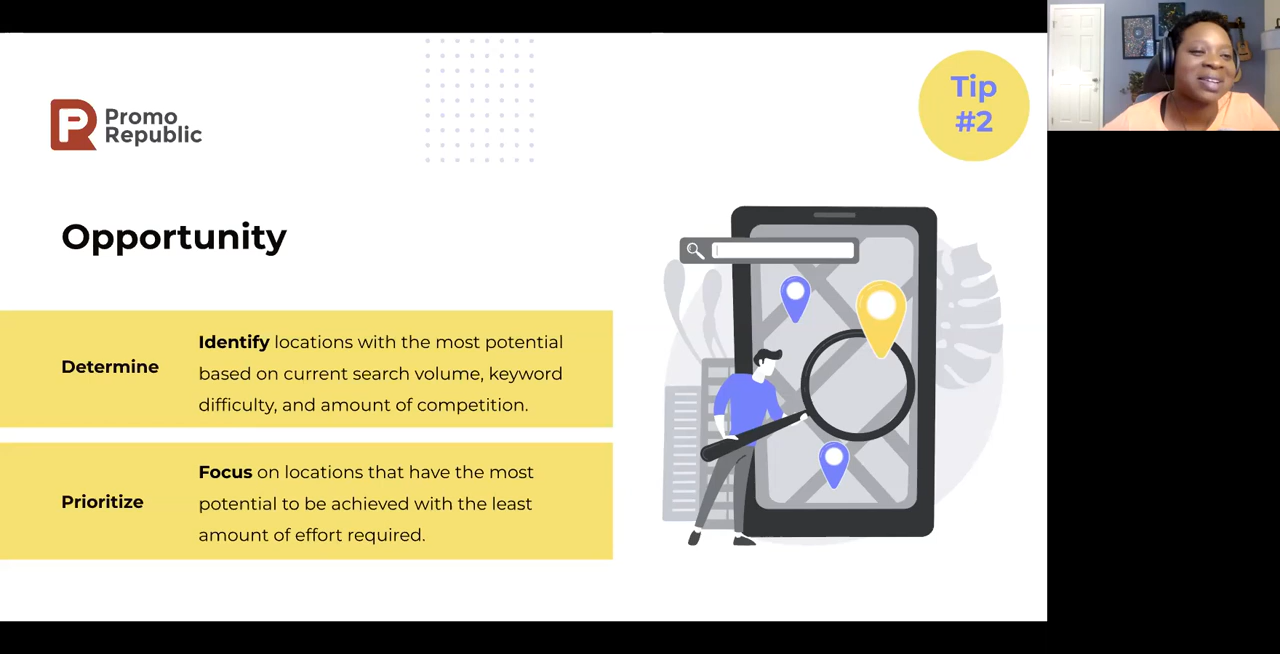 Promo
Republic
Tip
#2
Opportunity
Determine
Identify locations with the most potential
based on current search volume, keyword
difficulty, and amount of competition.
Prioritize
Focus on locations that have the most
potential to be achieved with the least
amount of effort required.